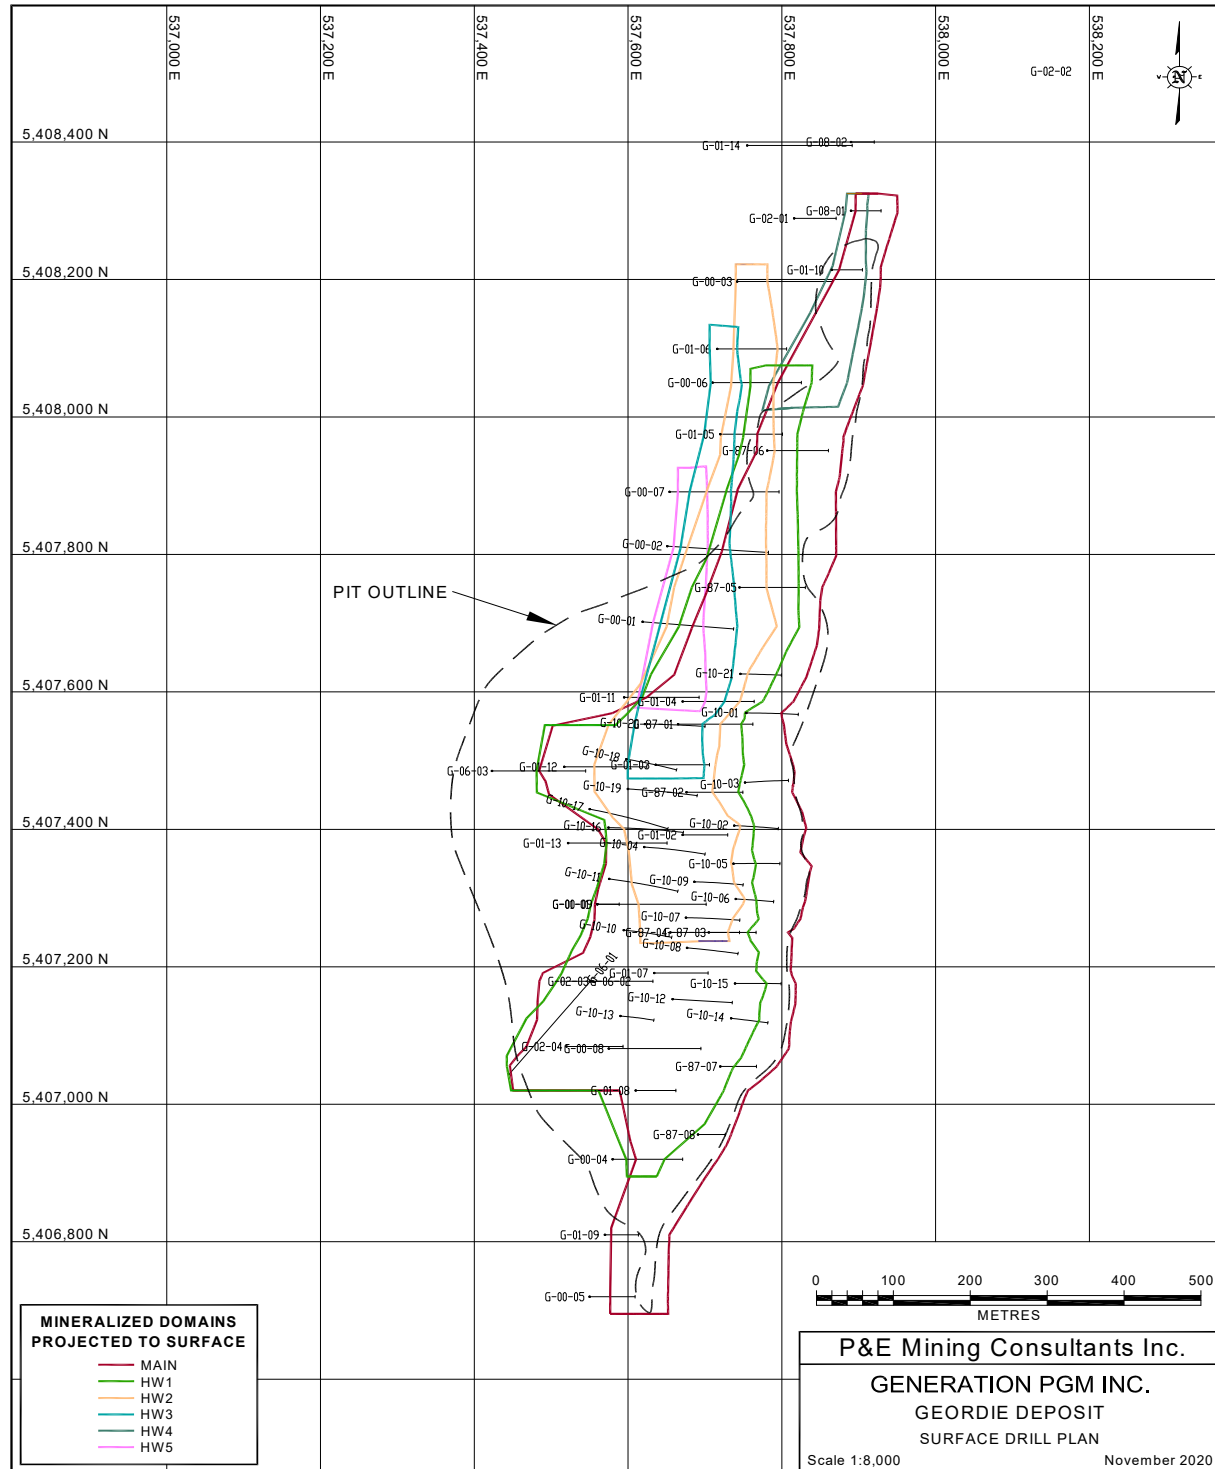 537,000 E
537,200 E
537,400 E
537,600 E
537,800 E
538,000 E
538,200 E
G-02-02
N
5,408,400 N
G-01-14
G-08-02
G-08-01
G-02-01
5,408,200 N
G-01-10
G-00-03
G-01-06
G-00-06
5,408,000 N
G-01-05
G-87-06
G-00-07
5,407,800 N
G-00-02
PIT OUTLINE
G-87-05
G-00-01
G-10-21
5,407,600 N
G-01-11
G-01-04
G-10-01
G-10-20
G-87-01
G-10-18
G-01-12
G-01-03
G-06-03
G-10-19
G-87-02
G-10-03
G-10-17
5,407,400 N
G-10-16
G-01-02
G-10-02
G-01-13
G-10-04
G-10-05
G-10-11
G-10-09
G-10-06
G-10-07
G-10-10
G-87-04
G-87-03
G-10-08
5,407,200 N
G-06-01
G-01-07
G-02-03
G-06-02
G-10-15
G-10-12
G-10-13
G-10-14
G-02-04
G-00-08
G-87-07
5,407,000 N
G-01-08
G-87-08
G-00-04
5,406,800 N
G-01-09
G-00-05
0 100 200 300 400 500
METRES
MINERALIZED DOMAINS
PROJECTED TO SURFACE
MAIN
HW1
HW2
HW3
HW4
HW5
P&E Mining Consultants Inc.
GENERATION PGM INC.
GEORDIE DEPOSIT
SURFACE DRILL PLAN
Scale 1:8,000
November 2020